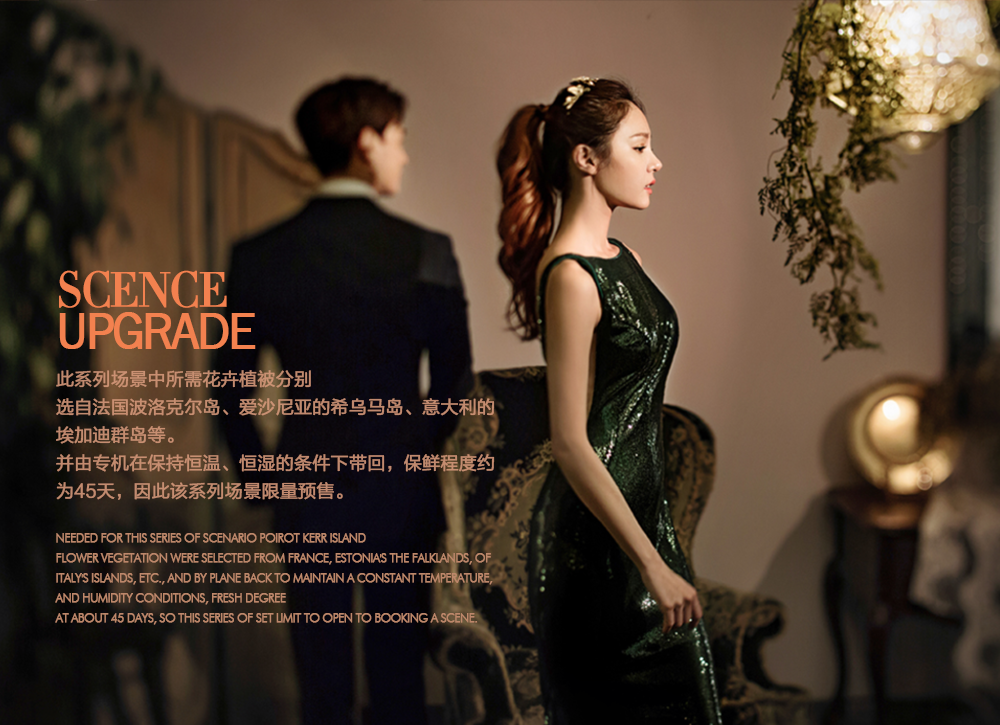 SCENCE
UPGRADE
此系列场景中所需花卉植被分别
选自法国波洛克尔岛、爱沙尼亚的希乌马岛、意大利的
埃加迪群岛等。
并由专机在保持恒温、恒湿的条件下带回，保鲜程度约
为45天，因此该系列场景限量预售。
NEEDED FOR THIS SERIES OF SCENARIO POIROT KERR ISLAND
FLOWER VEGETATION WERE SELECTED FROM FRANCE, ESTONIA'S THE FALKLANDS, OF
ITALY'S ISLANDS, ETC., AND BY PLANE BACK TO MAINTAIN A CONSTANT TEMPERATURE,
AND HUMIDITY CONDITIONS, FRESH DEGREE
AT ABOUT 45 DAYS, SO THIS SERIES OF SET LIMIT TO OPEN TO BOOKING A SCENE.